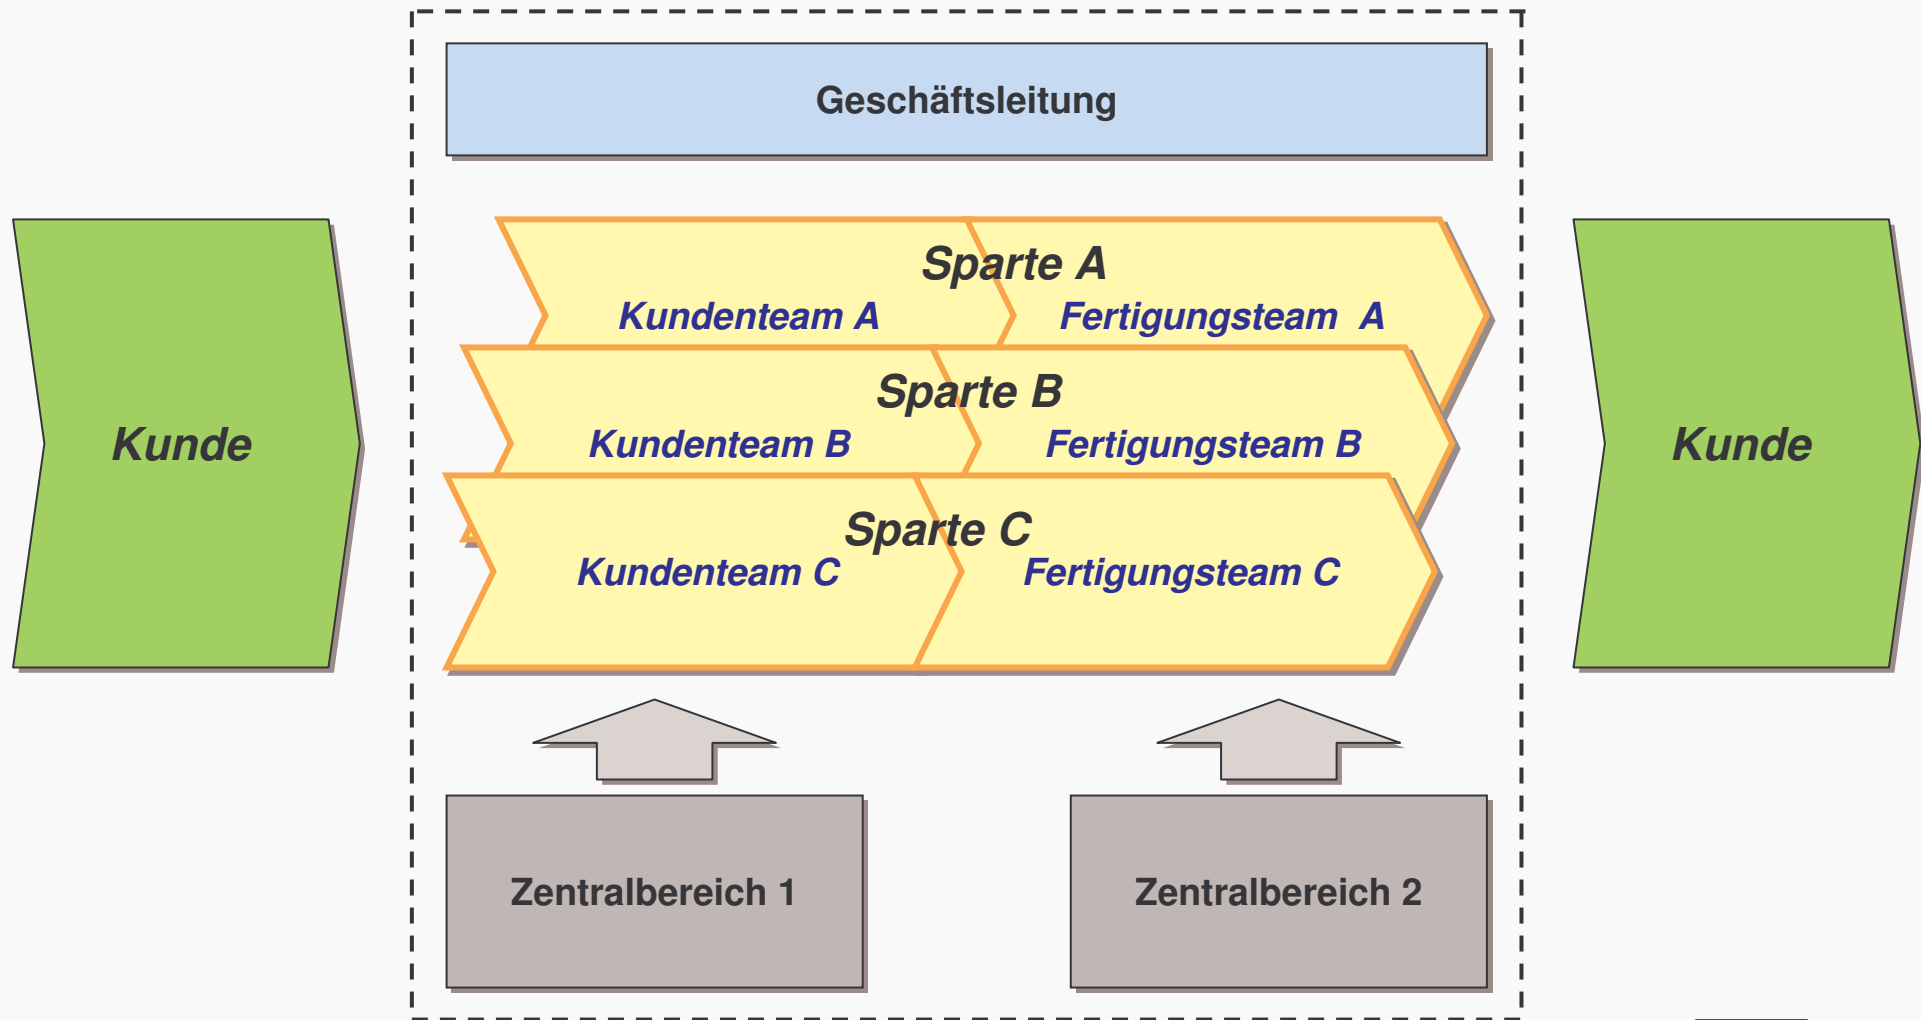 Geschäftsleitung
Sparte A
Kundenteam A
Fertigungsteam A
Sparte B
Kundenteam B
Fertigungsteam B
Kunde
Kunde
Sparte C
Kundenteam C
Fertigungsteam C
Zentralbereich 1
Zentralbereich 2